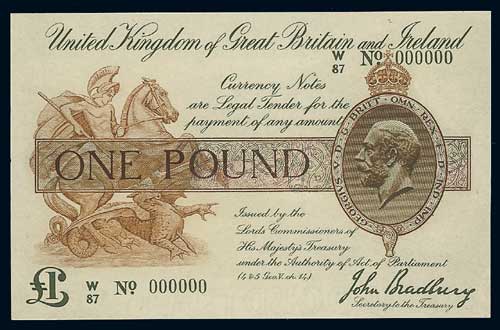 United Kingdom of Great Britain and Ireland
W/87 No. 000000
Currency Notes
are Legal Tender for the
payment of any amount
ONE POUND
GEORGIVS V. D. G. BRITT. OMN. REX F. D. IND. IMP.
Issued by the
Lords Commissioners of
His Majesty's Treasury
under the Authority of Act of Parliament
(4 & 5 Geo. V. ch. 14)
£1 W/87 No. 000000
John Bradbury
Secretary to the Treasury